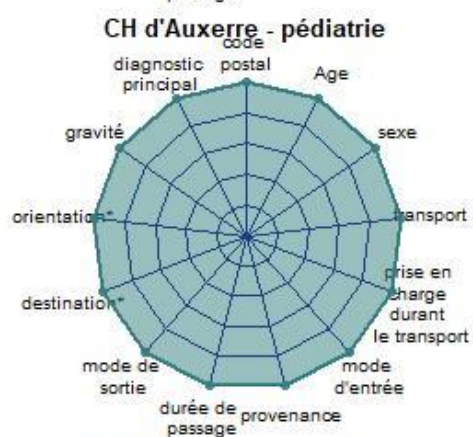 CH d'Auxerre - pédiatrie
code
postal
Age
sexe
transport
prise en
charge
durant
le transport
mode
d'entrée
provenance
durée de
passage
mode de
sortie
destination*
orientation*
gravité
diagnostic
principal